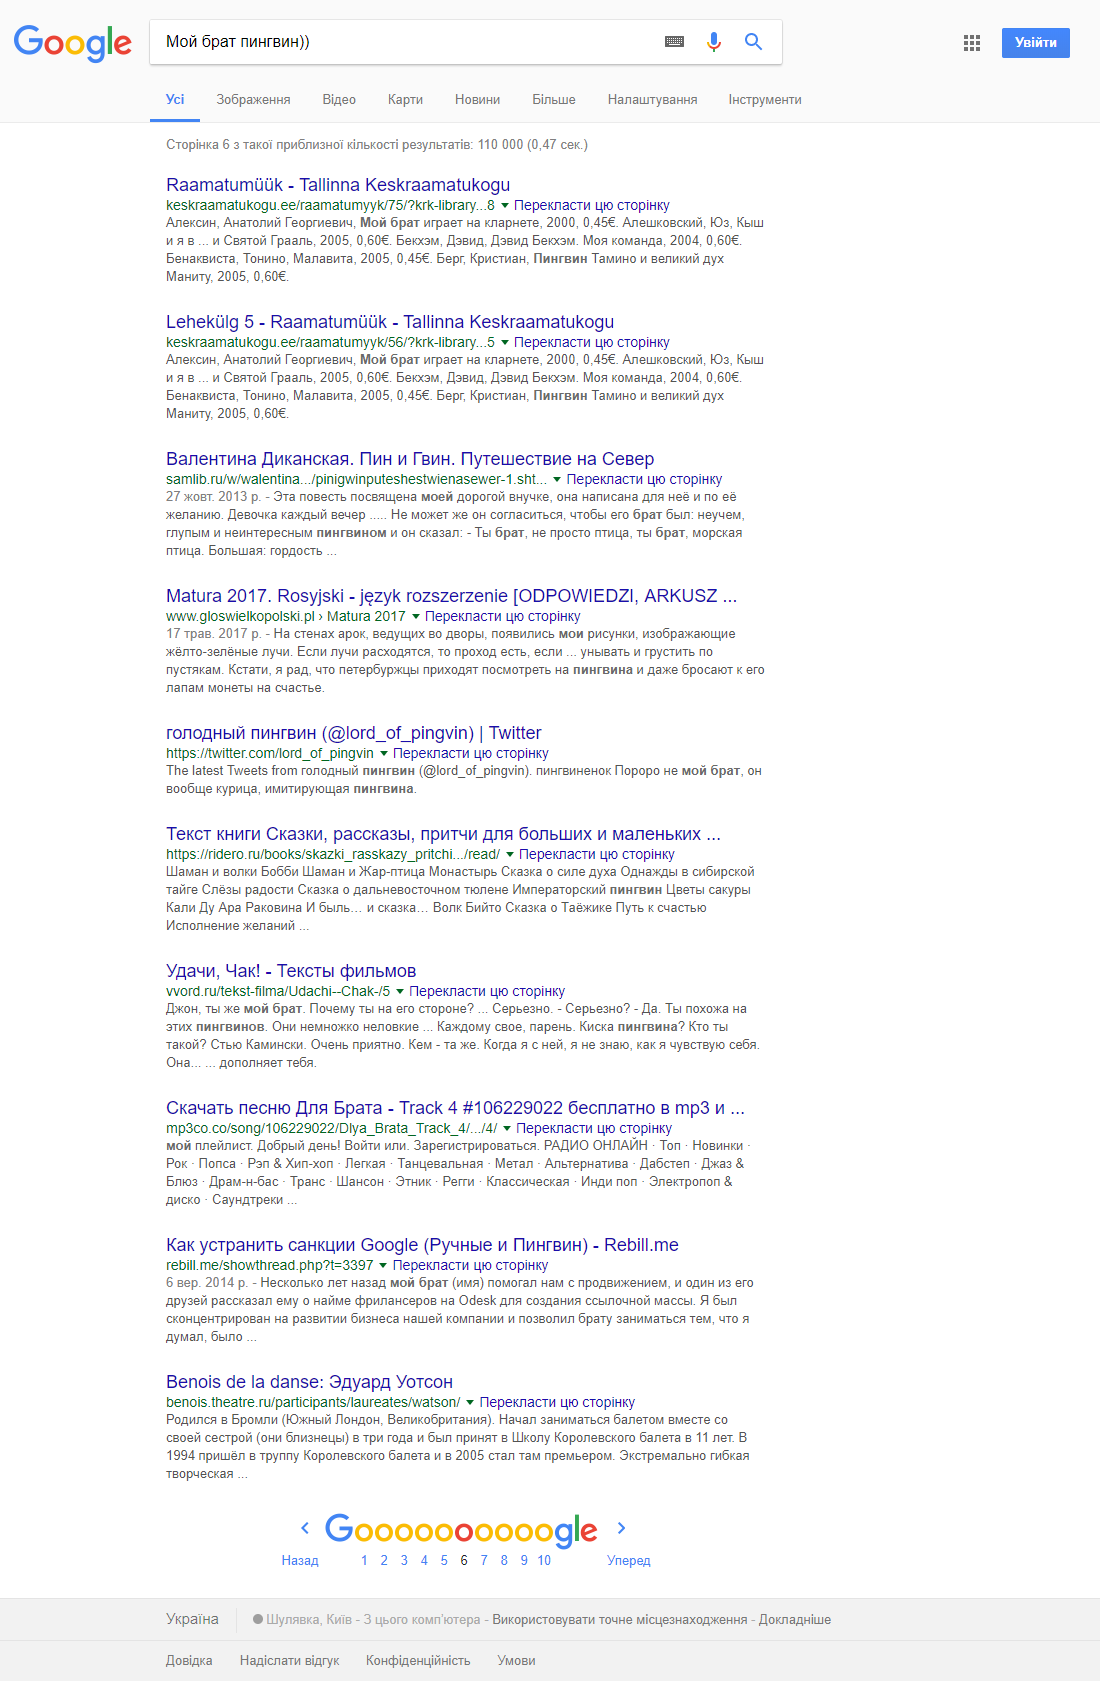 Google
Мой брат пингвин))
Увійти
Усі Зображення Відео Карти Новини Більше Налаштування Інструменти
Сторінка 6 з такої приблизної кількості результатів: 110 000 (0,47 сек.)
Raamatumüük - Tallinna Keskraamatukogu
keskraamatukogu.ee/raamatumyyk/75/?krk-library...8 Перекласти цю сторінку
Алексин, Анатолий Георгиевич, Мой брат играет на кларнете, 2000, 0,45€. Алешковский, Юз, Кыш
и я в ... и Святой Грааль, 2005, 0,60€. Бекхэм, Дэвид, Дэвид Бекхэм. Моя команда, 2004, 0,60€.
Бенаквиста, Тонино, Малавита, 2005, 0,45€. Берг, Кристиан, Пингвин Тамино и великий дух
Маниту, 2005, 0,60€.
Lehekülg 5 - Raamatumüük - Tallinna Keskraamatukogu
keskraamatukogu.ee/raamatumyyk/56/?krk-library...5 Перекласти цю сторінку
Алексин, Анатолий Георгиевич, Мой брат играет на кларнете, 2000, 0,45€. Алешковский, Юз, Кыш
и я в ... и Святой Грааль, 2005, 0,60€. Бекхэм, Дэвид, Дэвид Бекхэм. Моя команда, 2004, 0,60€.
Бенаквиста, Тонино, Малавита, 2005, 0,45€. Берг, Кристиан, Пингвин Тамино и великий дух
Маниту, 2005, 0,60€.
Валентина Диканская. Пин и Гвин. Путешествие на Север
samlib.ru/w/walentina.../pinigwinputeshestwienasewer-1.sht... Перекласти цю сторінку
27 жовт. 2013 р. - Эта повесть посвящена моей дорогой внучке, она написана для неё и по её
желанию. Девочка каждый вечер ..... Не может же он согласиться, чтобы его брат был: неучем,
глупым и неинтересным пингвином и он сказал: - Ты брат, не просто птица, ты брат, морская
птица. Большая: гордость ...
Matura 2017. Rosyjski - język rozszerzenie [ODPOWIEDZI, ARKUSZ ...
www.gloswielkopolski.pl › Matura 2017 Перекласти цю сторінку
17 трав. 2017 р. - На стенах арок, ведущих во дворы, появились мои рисунки, изображающие
жёлто-зелёные лучи. Если лучи расходятся, то проход есть, если ... унывать и грустить по
пустякам. Кстати, я рад, что петербуржцы приходят посмотреть на пингвина и даже бросают к его
лапам монеты на счастье.
голодный пингвин (@lord_of_pingvin) | Twitter
https://twitter.com/lord_of_pingvin Перекласти цю сторінку
The latest Tweets from голодный пингвин (@lord_of_pingvin). пингвиненок Пороро не мой брат, он
вообще курица, имитирующая пингвина.
Текст книги Сказки, рассказы, притчи для больших и маленьких ...
https://ridero.ru/books/skazki_rasskazy_pritchi.../read/ Перекласти цю сторінку
Шаман и волки Бобби Шаман и Жар-птица Монастырь Сказка о силе духа Однажды в сибирской
тайге Слёзы радости Сказка о дальневосточном тюлене Императорский пингвин Цветы сакуры
Кали Ду Ара Раковина И быль… и сказка… Волк Бийто Сказка о Таёжике Путь к счастью
Исполнение желаний ...
Удачи, Чак! - Тексты фильмов
vvord.ru/tekst-filma/Udachi--Chak-/5 Перекласти цю сторінку
Джон, ты же мой брат. Почему ты на его стороне? ... Серьезно. - Серьезно? - Да. Ты похожа на
этих пингвинов. Они немножко неловкие ... Каждому свое, парень. Киска пингвина? Кто ты
такой? Стью Камински. Очень приятно. Кем - та же. Когда я с ней, я не знаю, как я чувствую себя.
Она... ... дополняет тебя.
Скачать песню Для Брата - Track 4 #106229022 бесплатно в mp3 и ...
mp3co.co/song/106229022/Dlya_Brata_Track_4/.../4/ Перекласти цю сторінку
мой плейлист. Добрый день! Войти или. Зарегистрироваться. РАДИО ОНЛАЙН · Топ · Новинки ·
Рок · Попса · Рэп & Хип-хоп · Легкая · Танцевальная · Метал · Альтернатива · Дабстеп · Джаз &
Блюз · Драм-н-бас · Транс · Шансон · Этник · Регги · Классическая · Инди поп · Электропоп &
диско · Саундтреки ...
Как устранить санкции Google (Ручные и Пингвин) - Rebill.me
rebill.me/showthread.php?t=3397 Перекласти цю сторінку
6 вер. 2014 р. - Несколько лет назад мой брат (имя) помогал нам с продвижением, и один из его
друзей рассказал ему о найме фрилансеров на Odesk для создания ссылочной массы. Я был
сконцентрирован на развитии бизнеса нашей компании и позволил брату заниматься тем, что я
думал, было ...
Benois de la danse: Эдуард Уотсон
benois.theatre.ru/participants/laureates/watson/ Перекласти цю сторінку
Родился в Бромли (Южный Лондон, Великобритания). Начал заниматься балетом вместе со
своей сестрой (они близнецы) в три года и был принят в Школу Королевского балета в 11 лет. В
1994 пришёл в труппу Королевского балета и в 2005 стал там премьером. Экстремально гибкая
творческая ...
Goooooooooogle
Назад 1 2 3 4 5 6 7 8 9 10 Уперед
Україна Шулявка, Київ - З цього комп'ютера - Використовувати точне місцезнаходження - Докладніше
Довідка Надіслати відгук Конфіденційність Умови